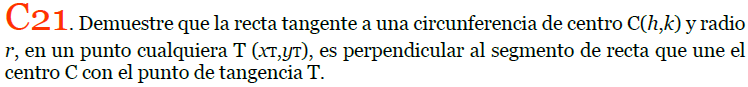 C21. Demuestre que la recta tangente a una circunferencia de centro C(h,k) y radio
r, en un punto cualquiera T (xT,yT), es perpendicular al segmento de recta que une el
centro C con el punto de tangencia T.